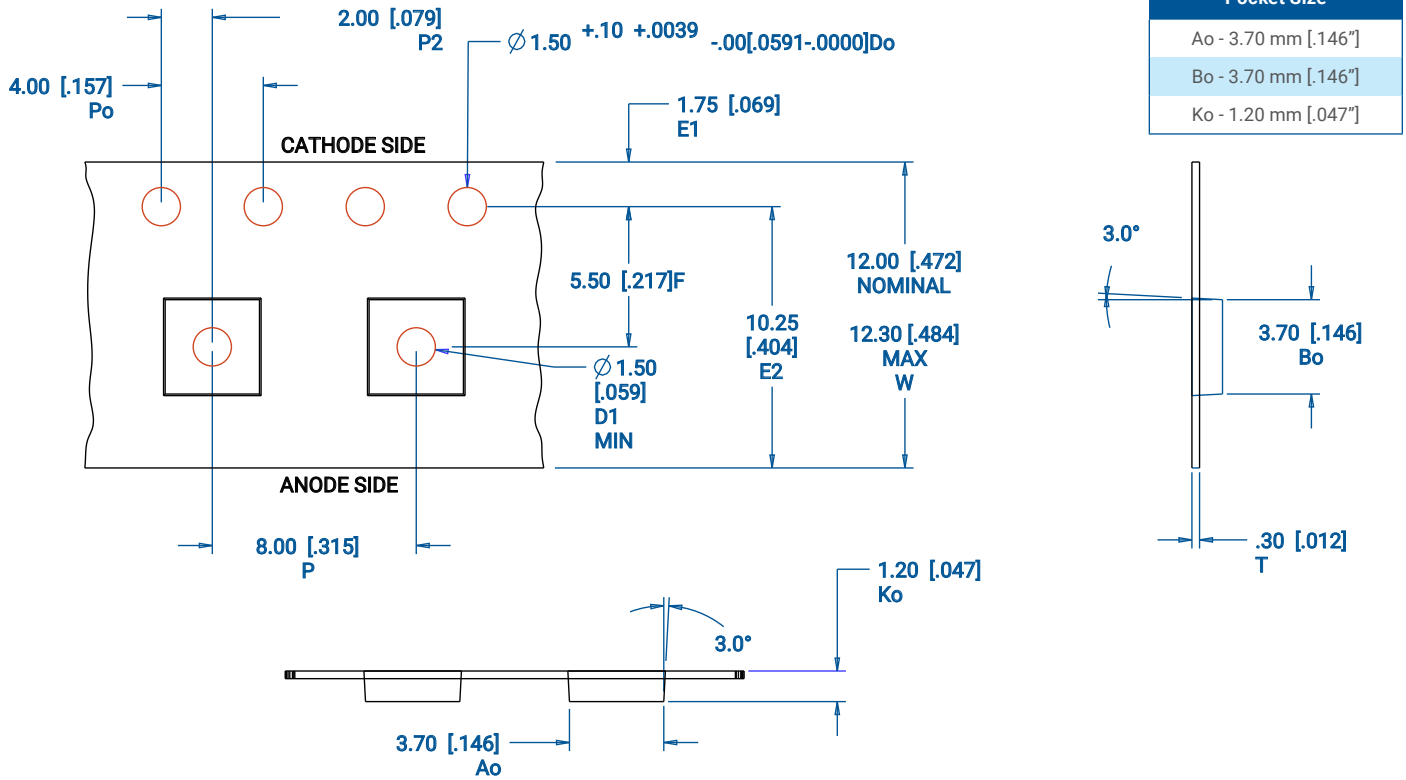 Pocket Size
Ao - 3.70 mm [.146”]
Bo - 3.70 mm [.146”]
Ko - 1.20 mm [.047”]
2.00 [.079]
P2
∅1.50 +.10 +.0039 -.00[.0591-.0000]Do
4.00 [.157]
Po
1.75 [.069]
E1
CATHODE SIDE
5.50 [.217]F
12.00 [.472]
NOMINAL
12.30 [.484]
MAX
W
10.25
[.404]
E2
∅1.50
[.059]
D1
MIN
ANODE SIDE
8.00 [.315]
P
3.0°
3.70 [.146]
Bo
.30 [.012]
T
1.20 [.047]
Ko
3.0°
3.70 [.146]
Ao